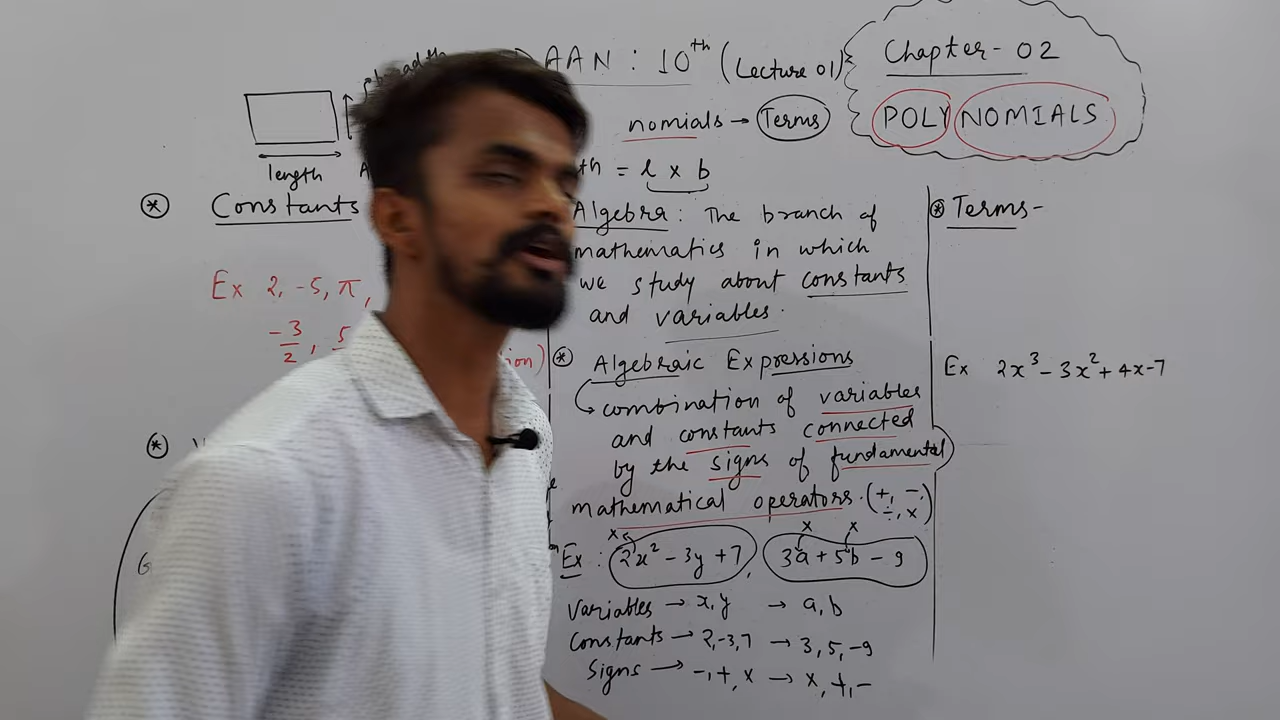 AAN : 10th (Lecture 01)
Chapter - 02
POLYNOMIALS
nomials → Terms
length
= l x b
* Constants
Ex 2, -5, π,
-3/2, 5
* Algebra : The branch of
mathematics in which
we study about constants
and variables.
* Algebraic Expressions
combination of variables
and constants connected
by the signs of fundamental
mathematical operators. (+, -,
÷, x)
x
x x
Ex : 2x² - 3y + 7, 3a + 5b - 9
Variables → x, y → a, b
Constants → 2, -3, 7 → 3, 5, -9
Signs → -, +, x → x, +, -
* Terms -
Ex 2x³ - 3x² + 4x - 7